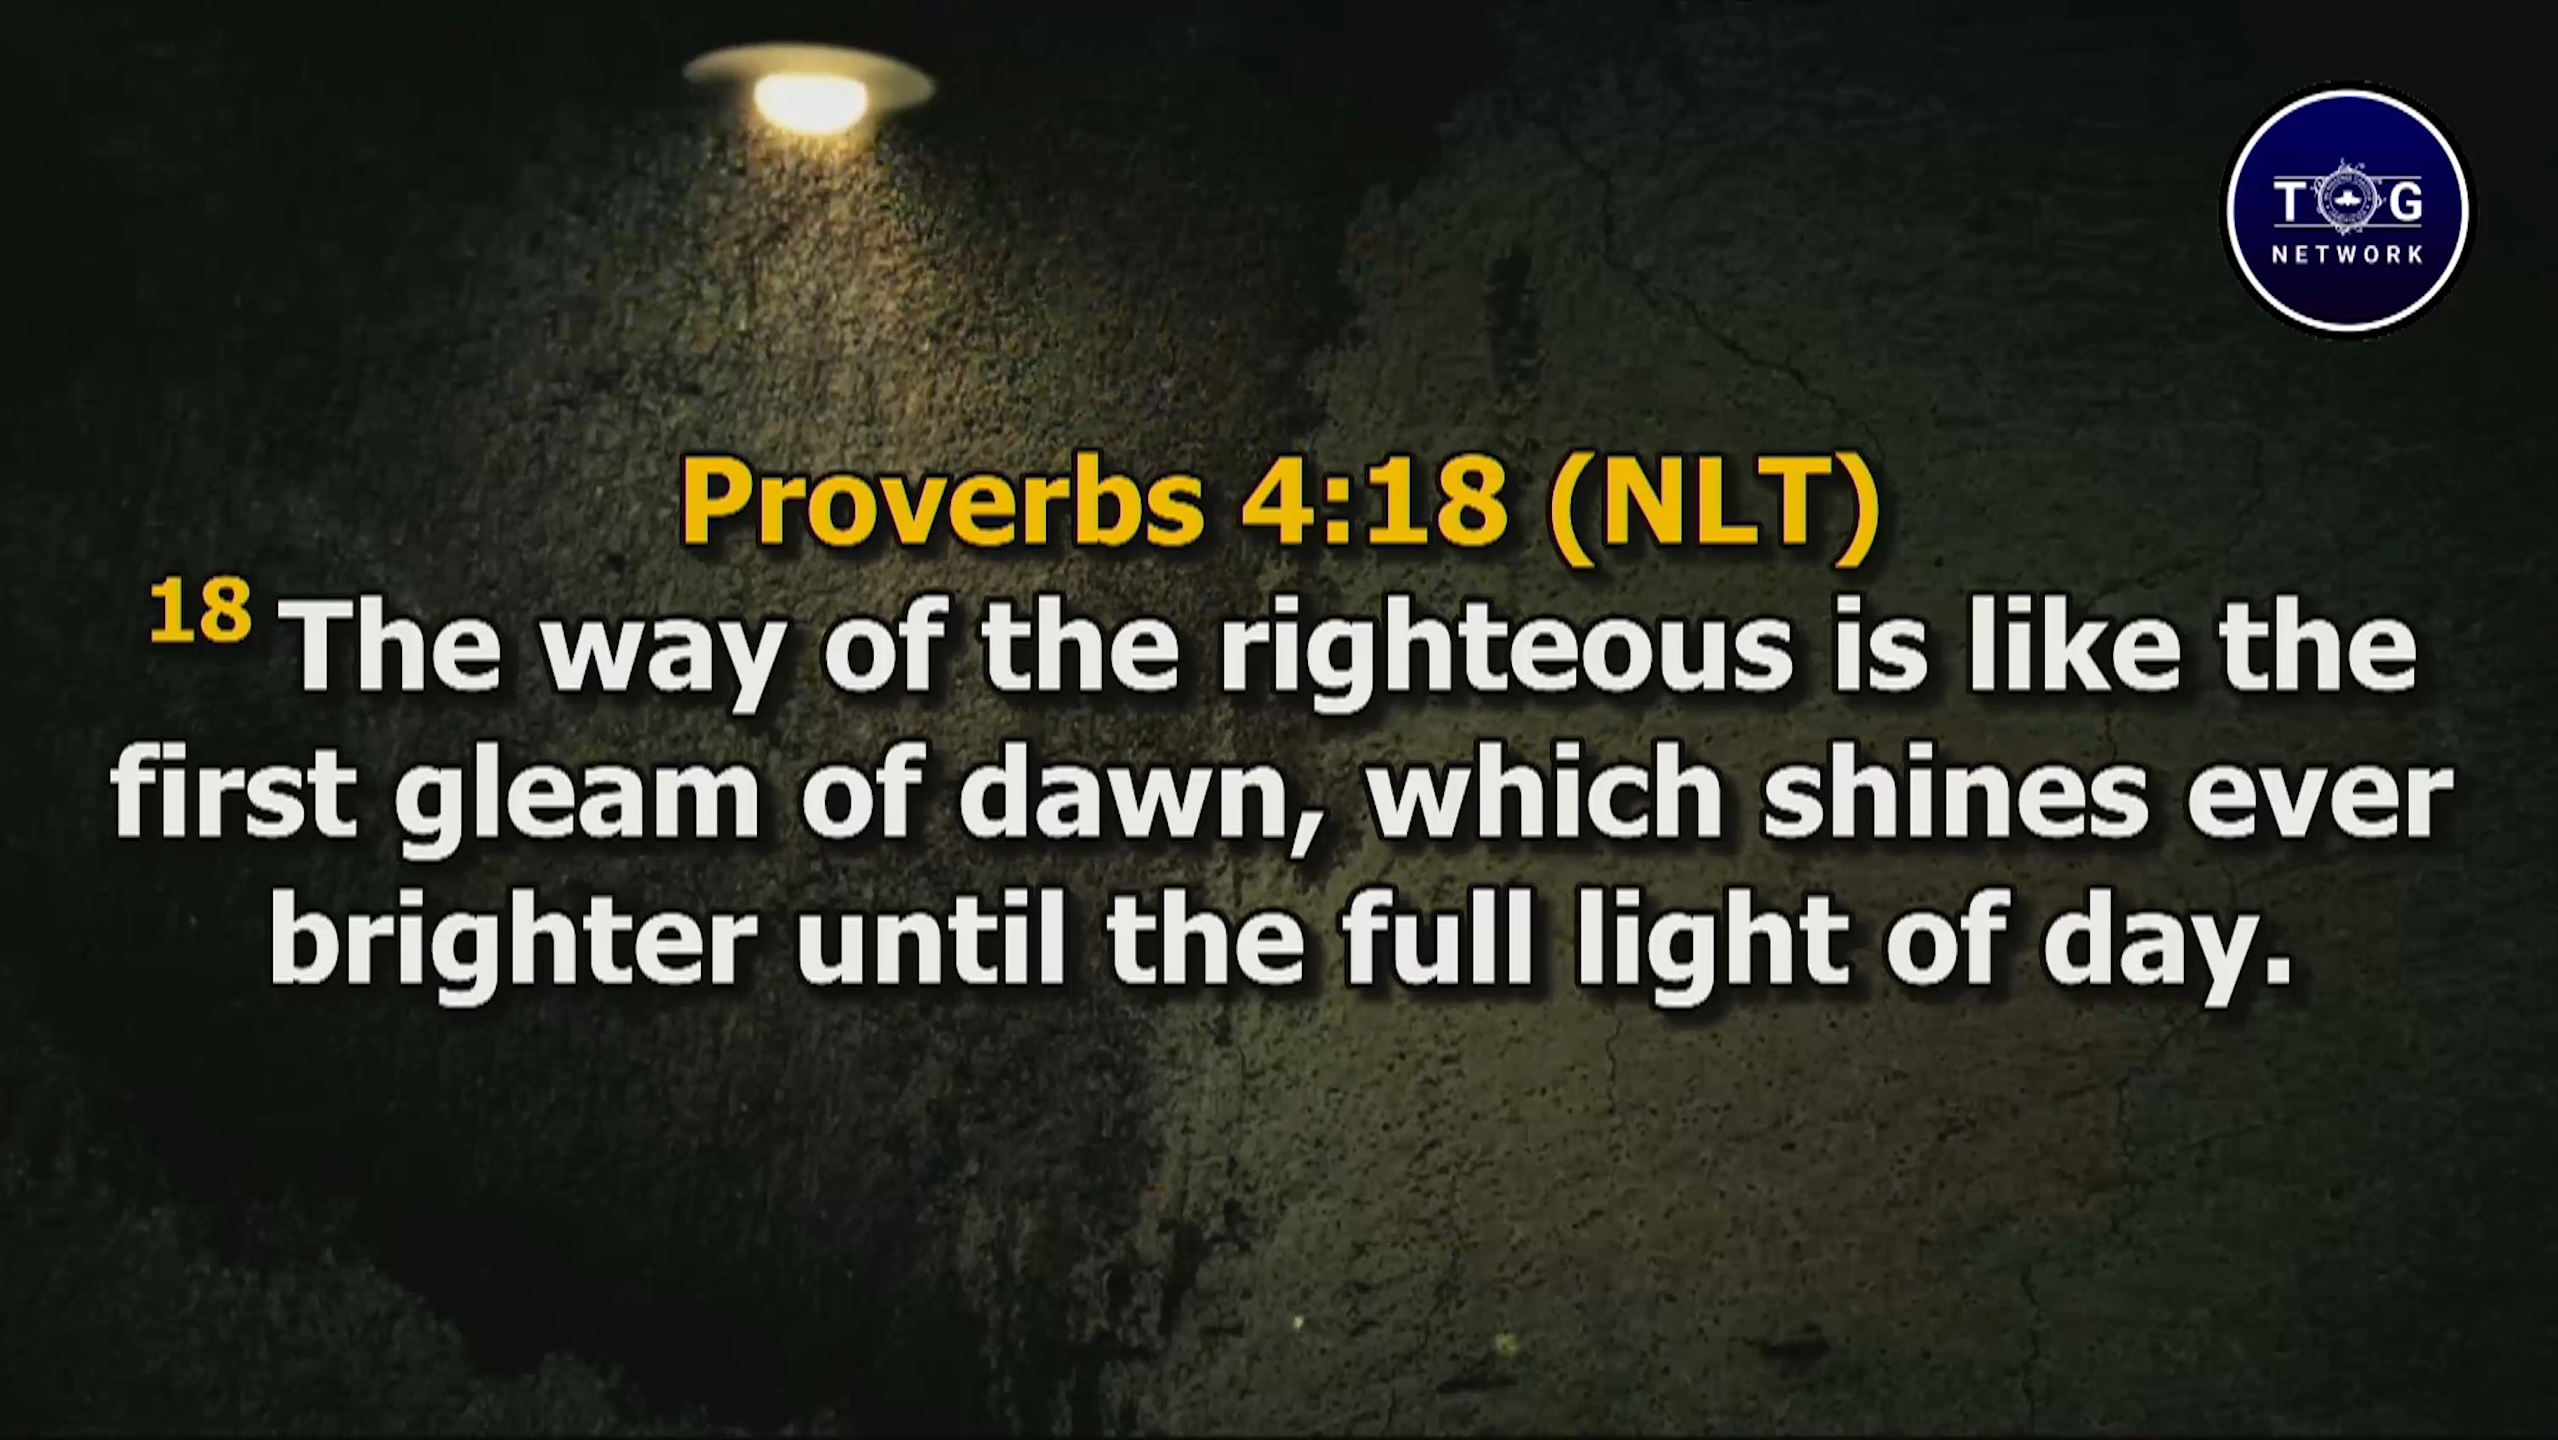 T G
NETWORK
Proverbs 4:18 (NLT)
18 The way of the righteous is like the
first gleam of dawn, which shines ever
brighter until the full light of day.